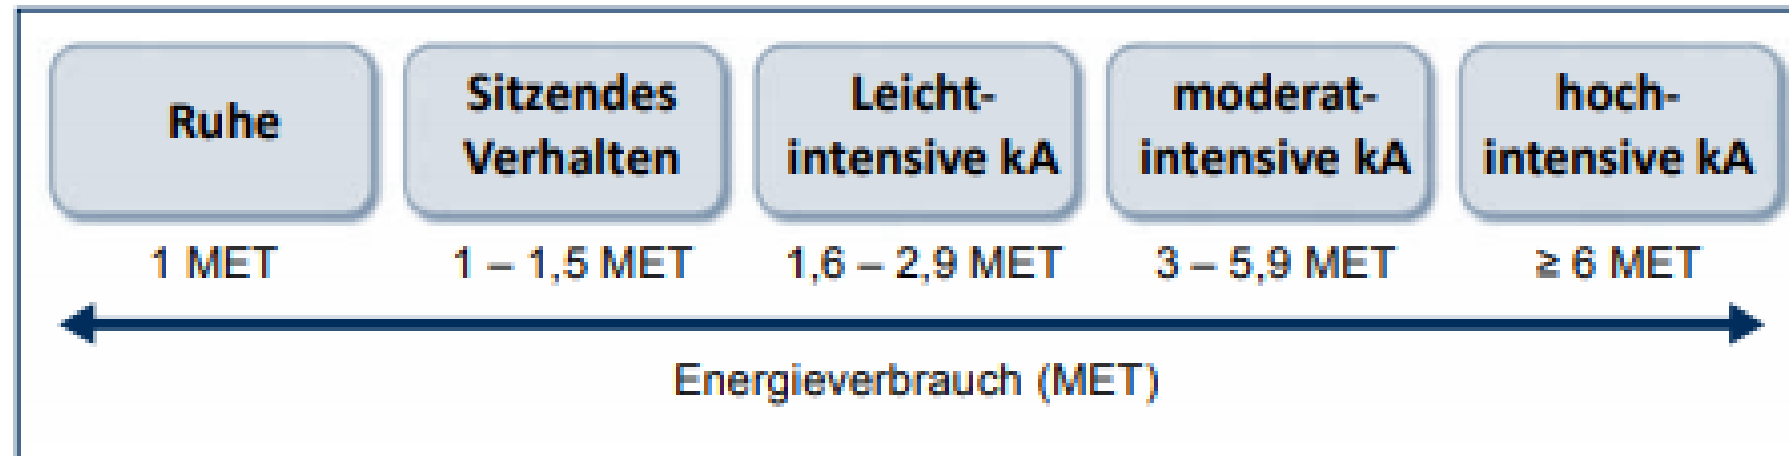 Ruhe
Sitzendes
Verhalten
Leicht-
intensive kA
moderat-
intensive kA
hoch-
intensive kA
1 MET
1 – 1,5 MET
1,6 – 2,9 MET
3 – 5,9 MET
≥ 6 MET
Energieverbrauch (MET)